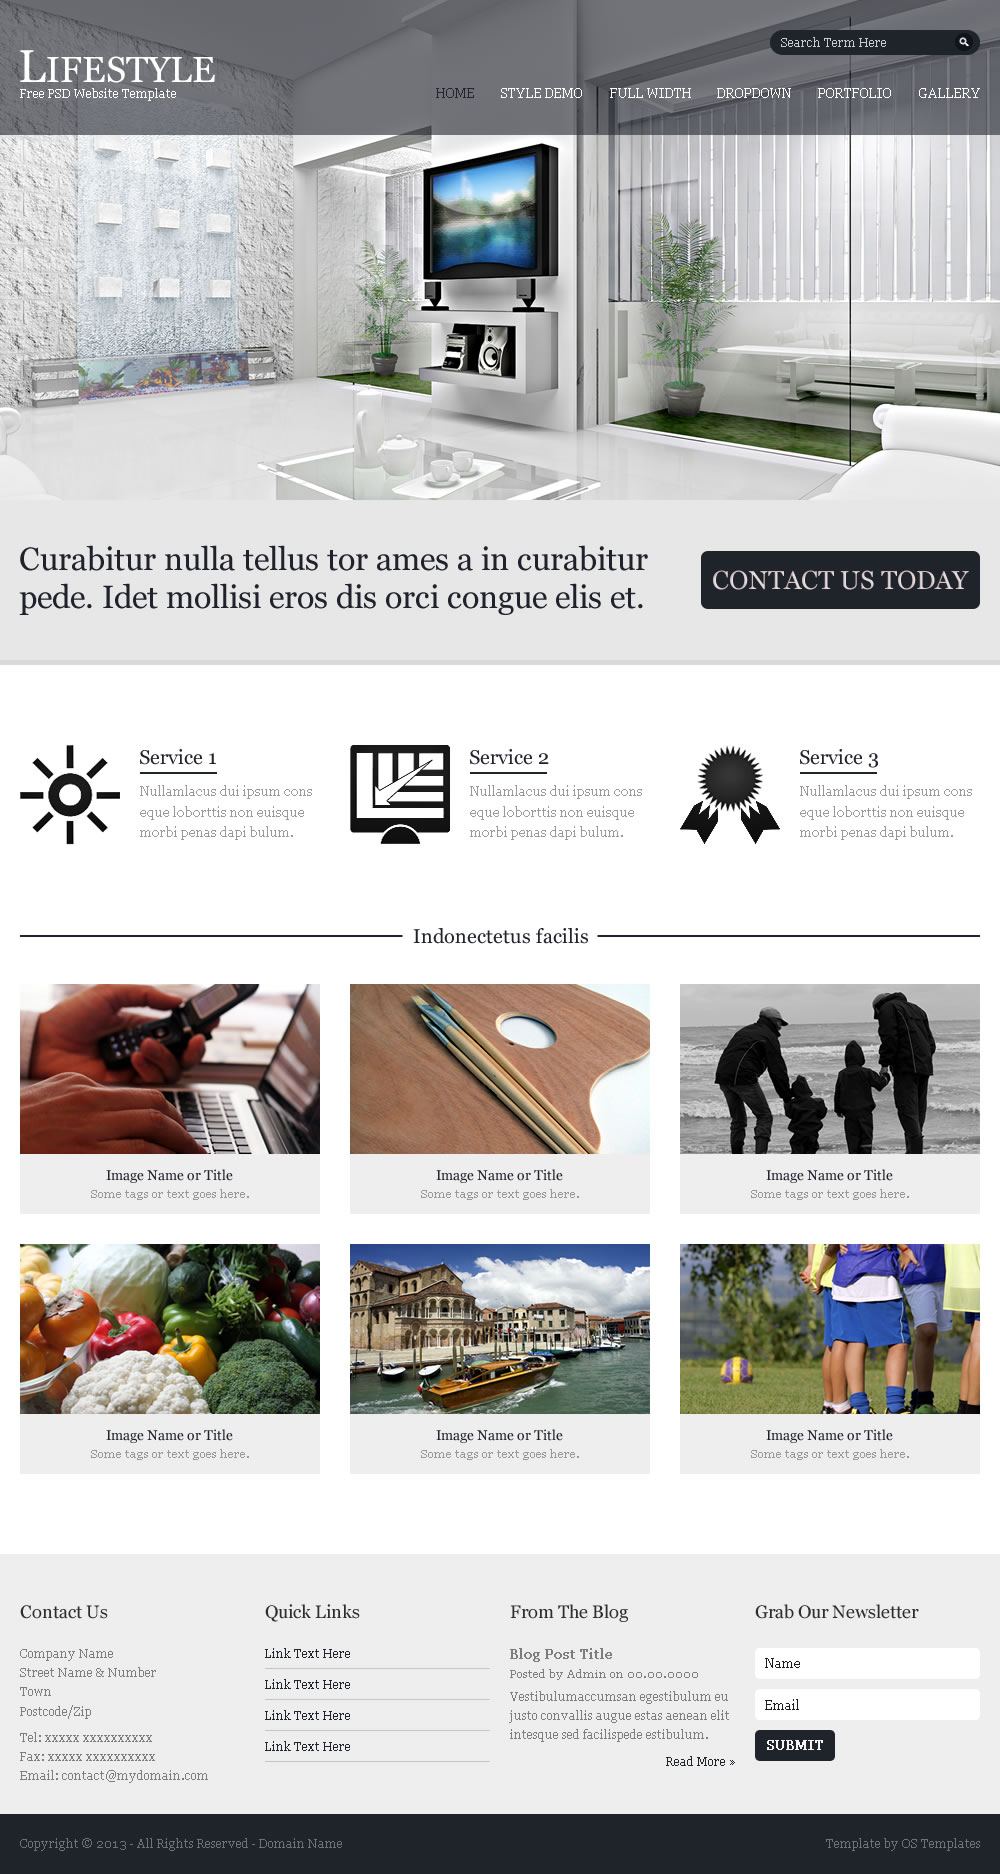 Search Term Here
LIFESTYLE
Free PSD Website Template
HOME STYLE DEMO FULL WIDTH DROPDOWN PORTFOLIO GALLERY
Curabitur nulla tellus tor ames a in curabitur
pede. Idet mollisi eros dis orci congue elis et.
CONTACT US TODAY
Service 1
Nullamlacus dui ipsum cons
eque loborttis non euisque
morbi penas dapi bulum.
Service 2
Nullamlacus dui ipsum cons
eque loborttis non euisque
morbi penas dapi bulum.
Service 3
Nullamlacus dui ipsum cons
eque loborttis non euisque
morbi penas dapi bulum.
Indonectetus facilis
Image Name or Title
Some tags or text goes here.
Image Name or Title
Some tags or text goes here.
Image Name or Title
Some tags or text goes here.
Image Name or Title
Some tags or text goes here.
Image Name or Title
Some tags or text goes here.
Image Name or Title
Some tags or text goes here.
Contact Us
Company Name
Street Name & Number
Town
Postcode/Zip
Tel: xxxxx xxxxxxxxxx
Fax: xxxxx xxxxxxxxxx
Email: contact@mydomain.com
Quick Links
Link Text Here
Link Text Here
Link Text Here
Link Text Here
From The Blog
Blog Post Title
Posted by Admin on 00.00.0000
Vestibulumaccumsan egestibulum eu
justo convallis augue estas aenean elit
intesque sed facilispede estibulum.
Read More »
Grab Our Newsletter
Name
Email
SUBMIT
Copyright © 2013 - All Rights Reserved - Domain Name
Template by OS Templates